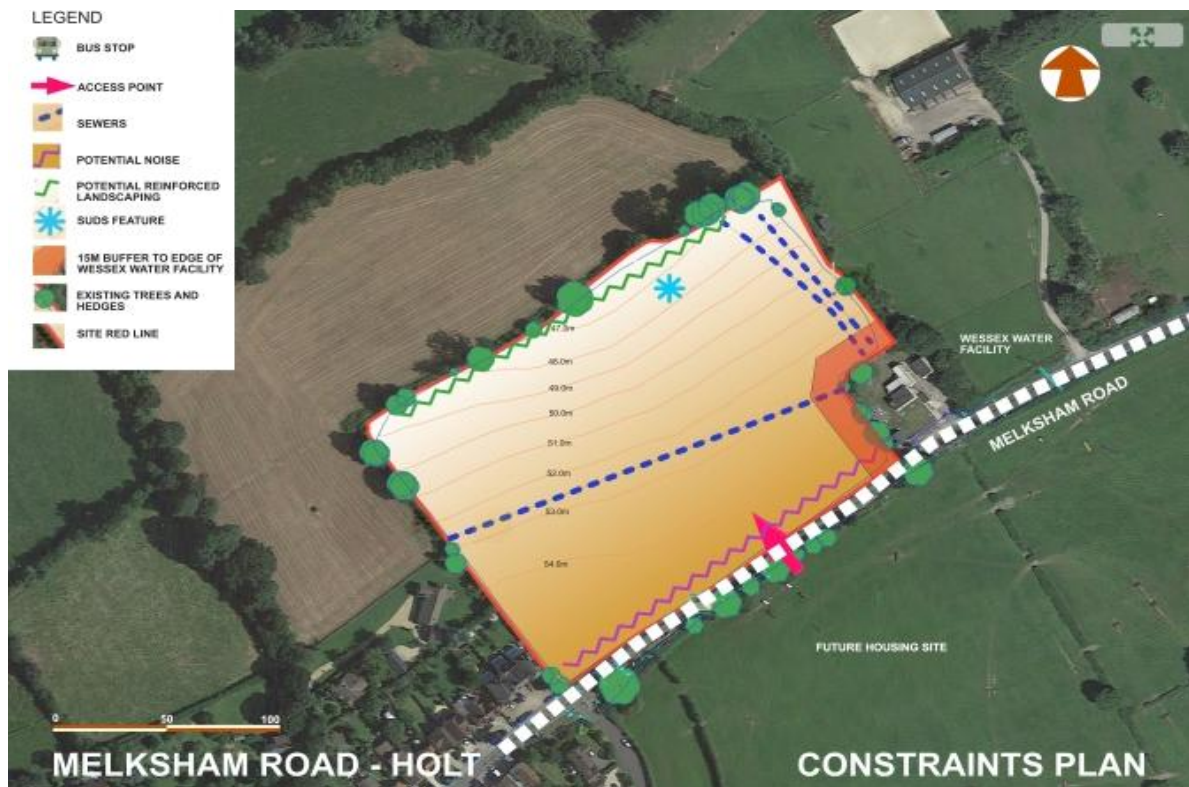 LEGEND
BUS STOP
ACCESS POINT
SEWERS
POTENTIAL NOISE
POTENTIAL REINFORCED
LANDSCAPING
SUDS FEATURE
15M BUFFER TO EDGE OF
WESSEX WATER FACILITY
EXISTING TREES AND
HEDGES
SITE RED LINE
48.0m
49.0m
50.0m
51.0m
52.0m
53.0m
54.0m
WESSEX WATER
FACILITY
MELKSHAM ROAD
FUTURE HOUSING SITE
0 50 100
MELKSHAM ROAD - HOLT
CONSTRAINTS PLAN